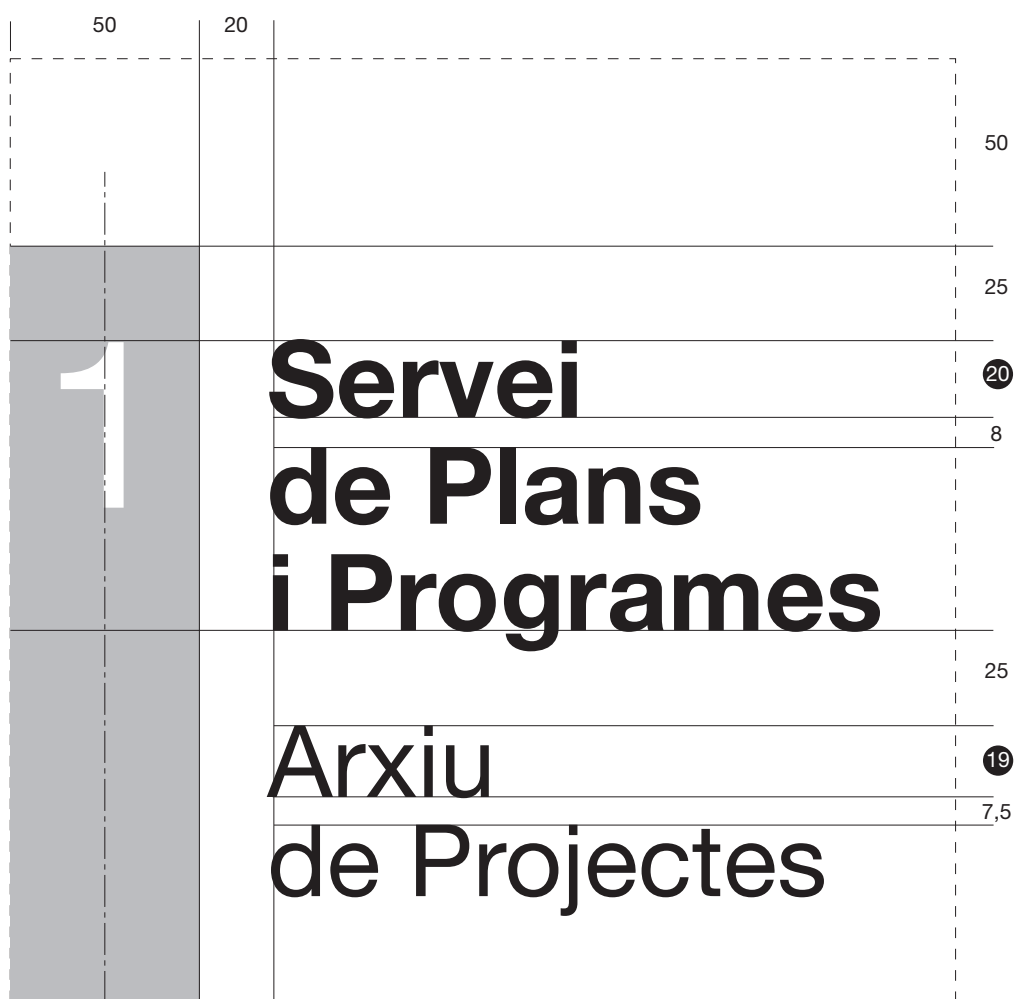 50 20
50
25
1 Servei 20
8
de Plans
i Programes
25
Arxiu 19
7,5
de Projectes